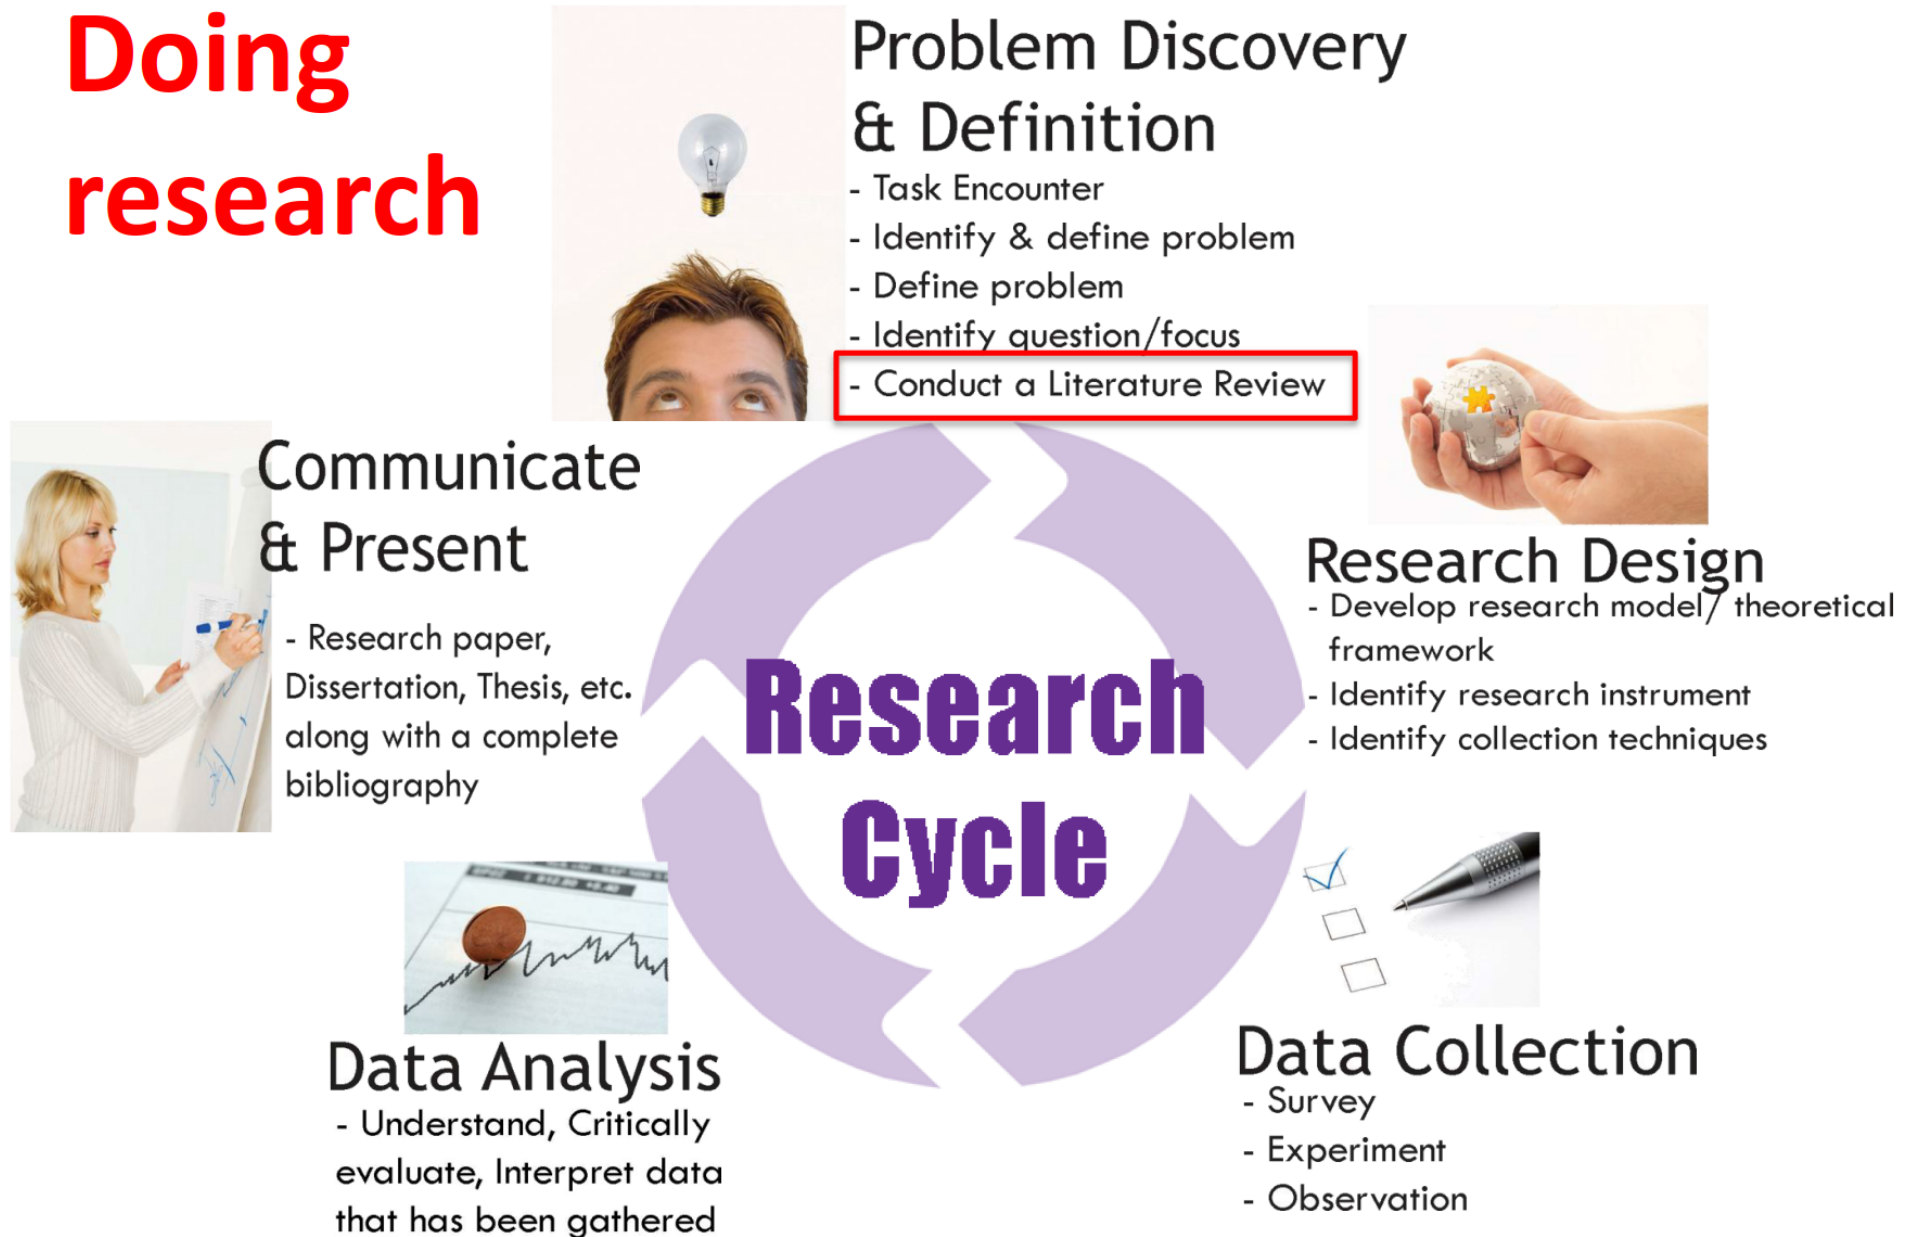 Doing
research
Problem Discovery
& Definition
- Task Encounter
- Identify & define problem
- Define problem
- Identify question/focus
- Conduct a Literature Review
Research Design
- Develop research model/ theoretical
framework
- Identify research instrument
- Identify collection techniques
Data Collection
- Survey
- Experiment
- Observation
Data Analysis
- Understand, Critically
evaluate, Interpret data
that has been gathered
Communicate
& Present
- Research paper,
Dissertation, Thesis, etc.
along with a complete
bibliography
Research
Cycle